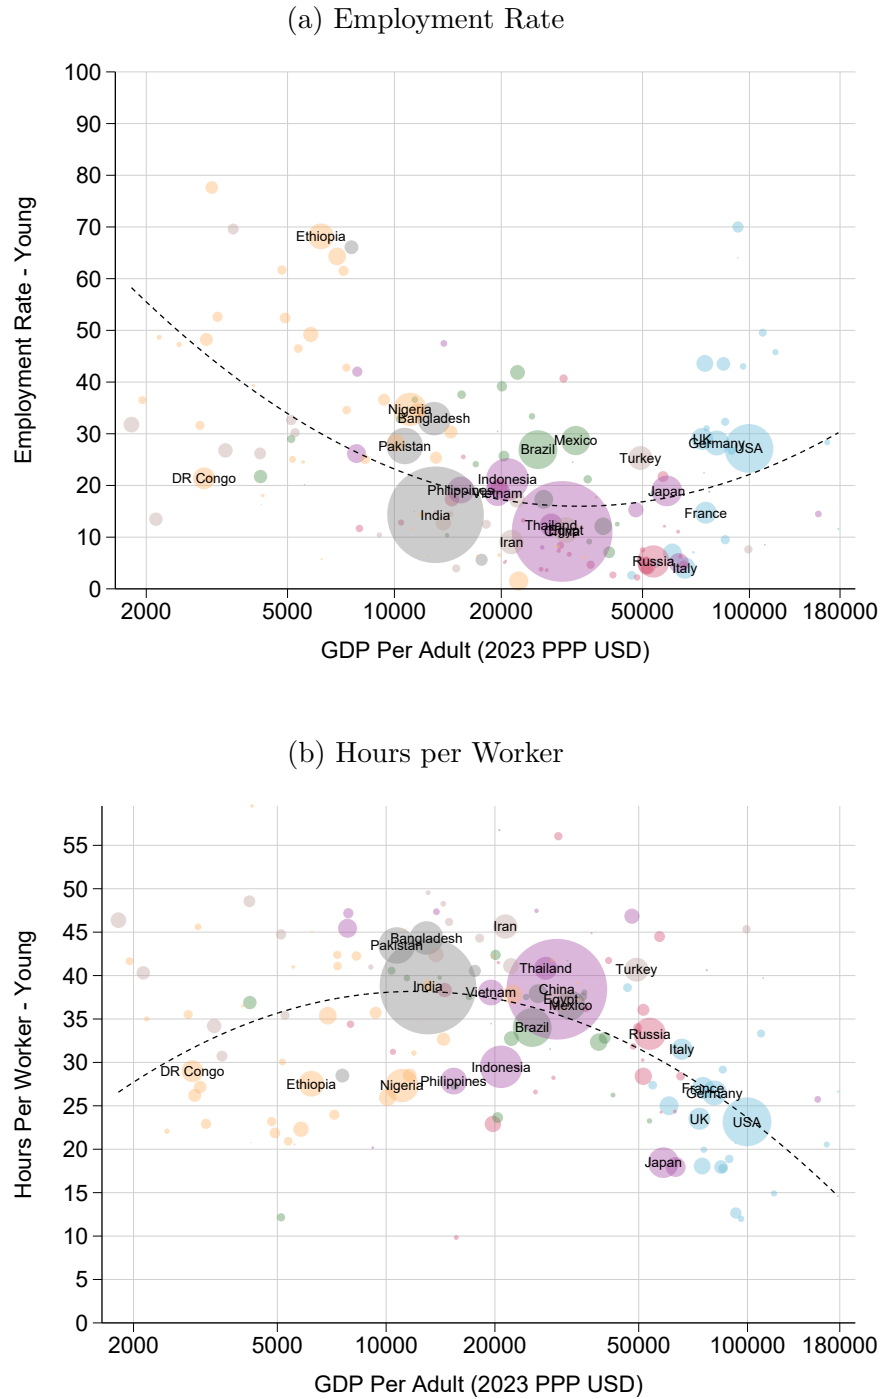 (a) Employment Rate
100
90
80
70
60
50
40
30
20
10
0
Employment Rate - Young
Ethiopia
Nigeria
Bangladesh
Pakistan
DR Congo
Brazil
Mexico
UK
Germany
USA
Turkey
Indonesia
Philippines
Vietnam
Japan
India
Thailand
Egypt
China
France
Iran
Russia
Italy
2000 5000 10000 20000 50000 100000 180000
GDP Per Adult (2023 PPP USD)
(b) Hours per Worker
55
50
45
40
35
30
25
20
15
10
5
0
Hours Per Worker - Young
Iran
Bangladesh
Pakistan
Thailand
Turkey
India
Vietnam
China
Egypt
Mexico
Brazil
Russia
Italy
DR Congo
Indonesia
Ethiopia
Nigeria
Philippines
France
Germany
UK
USA
Japan
2000 5000 10000 20000 50000 100000 180000
GDP Per Adult (2023 PPP USD)